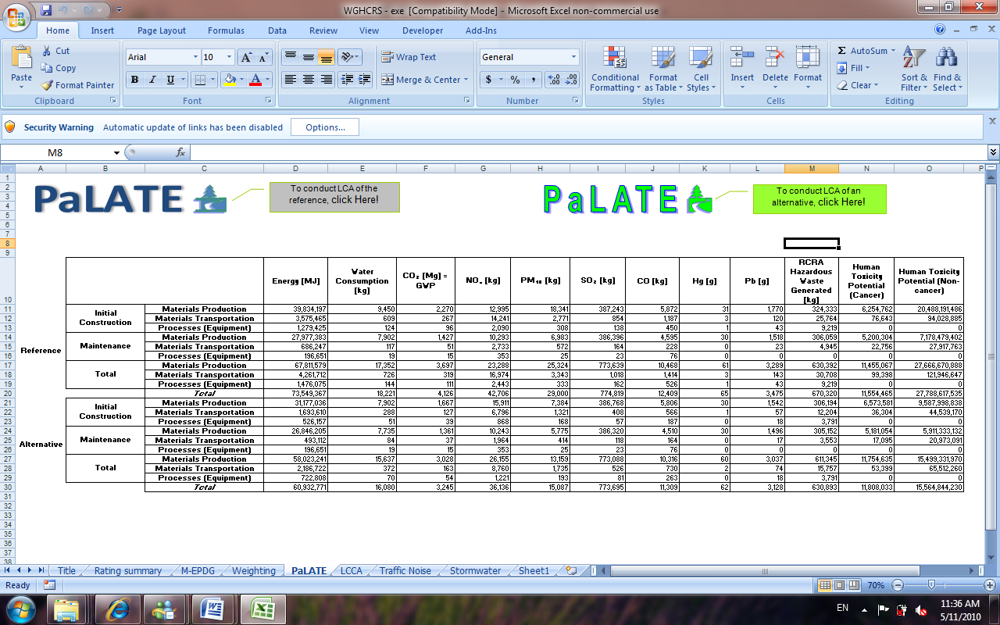 WGHCRS - exe [Compatibility Mode] - Microsoft Excel non-commercial use
Home Insert Page Layout Formulas Data Review View Developer Add-Ins
Paste Cut Copy Format Painter Clipboard
Arial 10 A A B I U A Font
Wrap Text Merge & Center Alignment
General $ % , Number
Conditional Formatting Format as Table Cell Styles Styles
Insert Delete Format Cells
Σ AutoSum Fill Clear Sort & Filter Find & Select Editing
Security Warning Automatic update of links has been disabled Options...
M8 fx
A B C D E F G H I J K L M N O P
PaLATE
To conduct LCA of the
reference, click Here!
PaLATE
To conduct LCA of an
alternative, click Here!
Energy [MJ] Water Consumption [kg] CO₂ [Mg] = GWP NOₓ [kg] PM₁₀ [kg] SO₂ [kg] CO [kg] Hg [g] Pb [g] RCRA Hazardous Waste Generated [kg] Human Toxicity Potential (Cancer) Human Toxicity Potential (Non-cancer)
Reference
Initial Construction
11 Materials Production 39,834,197 9,450 2,270 12,995 18,341 387,243 5,872 31 1,770 324,333 6,254,762 20,488,191,486
12 Materials Transportation 3,575,465 609 267 14,241 2,771 854 1,187 3 120 25,764 76,643 94,028,885
13 Processes (Equipment) 1,279,425 124 96 2,090 308 138 450 1 43 9,219 0 0
Maintenance
14 Materials Production 27,977,383 7,902 1,427 10,293 6,983 386,396 4,595 30 1,518 306,059 5,200,304 7,178,479,402
15 Materials Transportation 686,247 117 51 2,733 572 164 228 0 23 4,945 22,756 27,917,763
16 Processes (Equipment) 196,651 19 15 353 25 23 76 0 0 0 0 0
Total
17 Materials Production 67,811,579 17,352 3,697 23,288 25,324 773,639 10,468 61 3,289 630,392 11,455,067 27,666,670,888
18 Materials Transportation 4,261,712 726 319 16,974 3,343 1,018 1,414 3 143 30,708 99,398 121,946,647
19 Processes (Equipment) 1,476,075 144 111 2,443 333 162 526 1 43 9,219 0 0
20 Total 73,549,367 18,221 4,126 42,706 29,000 774,819 12,409 65 3,475 670,320 11,554,465 27,788,617,535
Alternative
Initial Construction
21 Materials Production 31,177,036 7,902 1,667 15,911 7,384 386,768 5,806 30 1,542 306,194 6,573,581 9,587,998,838
22 Materials Transportation 1,693,610 288 127 6,796 1,321 408 566 1 57 12,204 36,304 44,539,170
23 Processes (Equipment) 526,157 51 39 868 168 57 187 0 18 3,791 0 0
Maintenance
24 Materials Production 26,846,205 7,735 1,361 10,243 5,775 386,320 4,510 30 1,496 305,152 5,181,054 5,911,333,132
25 Materials Transportation 493,112 84 37 1,964 414 118 164 0 17 3,553 17,095 20,973,091
26 Processes (Equipment) 196,651 19 15 353 25 23 76 0 0 0 0 0
Total
27 Materials Production 58,023,241 15,637 3,028 26,155 13,159 773,088 10,316 60 3,037 611,345 11,754,635 15,499,331,970
28 Materials Transportation 2,186,722 372 163 8,760 1,735 526 730 2 74 15,757 53,399 65,512,260
29 Processes (Equipment) 722,808 70 54 1,221 193 81 263 0 18 3,791 0 0
30 Total 60,932,771 16,080 3,245 36,136 15,087 773,695 11,309 62 3,128 630,893 11,808,033 15,564,844,230
Title Rating summary M-EPDG Weighting PaLATE LCCA Traffic Noise Stormwater Sheet1
Ready 70%
EN 11:36 AM
5/11/2010